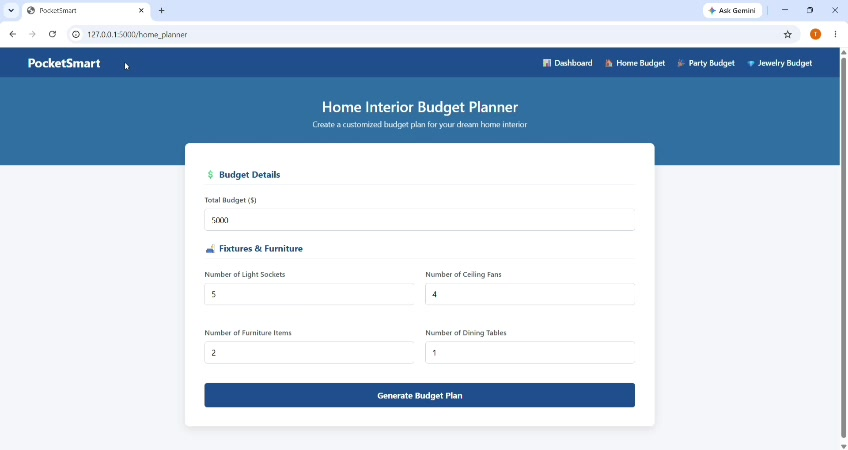 PocketSmart
Ask Gemini
127.0.0.1:5000/home_planner
T
PocketSmart
Dashboard
Home Budget
Party Budget
Jewelry Budget
Home Interior Budget Planner
Create a customized budget plan for your dream home interior
Budget Details
Total Budget ($)
5000
Fixtures & Furniture
Number of Light Sockets
Number of Ceiling Fans
5
4
Number of Furniture Items
Number of Dining Tables
2
1
Generate Budget Plan